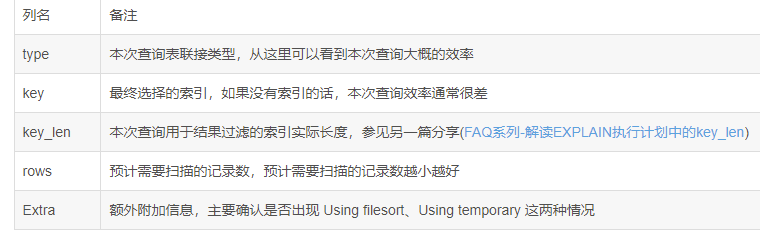 列名 备注
type 本次查询表联接类型，从这里可以看到本次查询大概的效率
key 最终选择的索引，如果没有索引的话，本次查询效率通常很差
key_len 本次查询用于结果过滤的索引实际长度，参见另一篇分享(FAQ系列-解读EXPLAIN执行计划中的key_len)
rows 预计需要扫描的记录数，预计需要扫描的记录数越小越好
Extra 额外附加信息，主要确认是否出现 Using filesort、Using temporary 这两种情况